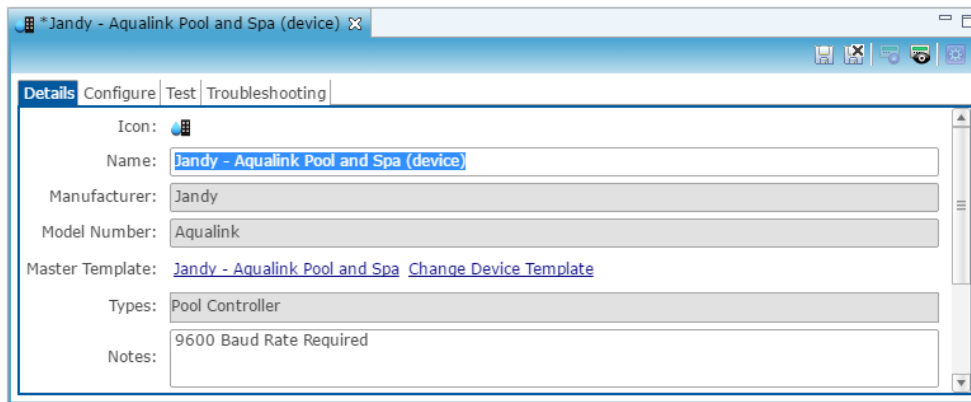 *Jandy - Aqualink Pool and Spa (device)
Details Configure Test Troubleshooting
Icon:
Name: Jandy - Aqualink Pool and Spa (device)
Manufacturer: Jandy
Model Number: Aqualink
Master Template: Jandy - Aqualink Pool and Spa Change Device Template
Types: Pool Controller
Notes: 9600 Baud Rate Required